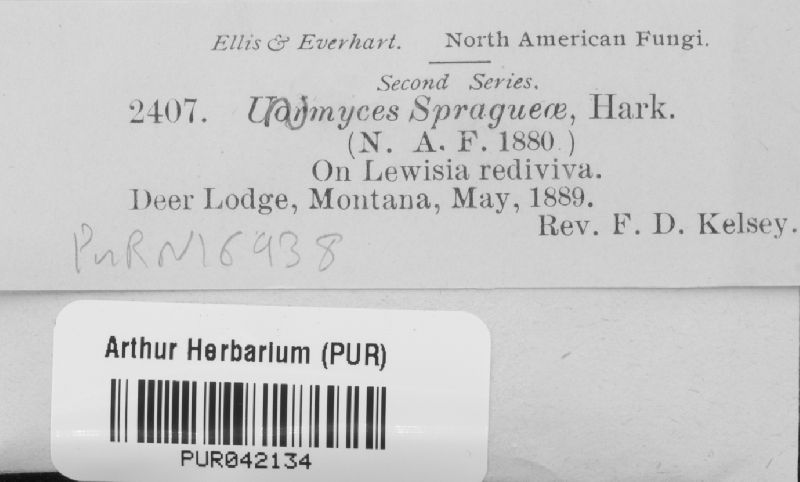 Ellis & Everhart. North American Fungi.
Second Series.
2407. Uromyces Spragueæ, Hark.
(N. A. F. 1880.)
On Lewisia rediviva.
Deer Lodge, Montana, May, 1889.
Rev. F. D. Kelsey.
PurN16938
Arthur Herbarium (PUR)
PUR042134